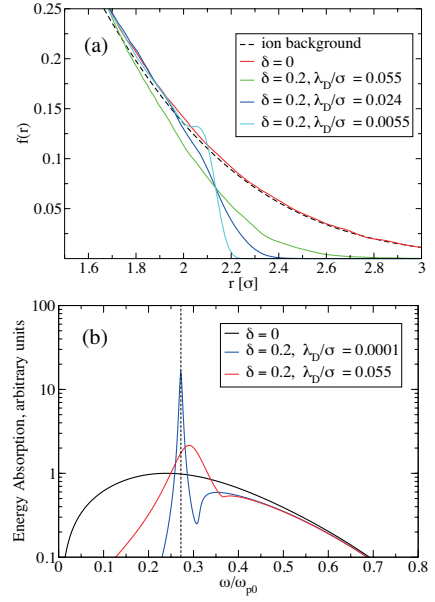 0.25
0.2
0.15
0.1
0.05
f(r)
(a)
ion background
δ = 0
δ = 0.2, λ_D/σ = 0.055
δ = 0.2, λ_D/σ = 0.024
δ = 0.2, λ_D/σ = 0.0055
1.6 1.8 2 2.2 2.4 2.6 2.8 3
r [σ]
100
10
1
0.1
Energy Absorption, arbitrary units
(b)
δ = 0
δ = 0.2, λ_D/σ = 0.0001
δ = 0.2, λ_D/σ = 0.055
0 0.1 0.2 0.3 0.4 0.5 0.6 0.7 0.8
ω/ω_p0